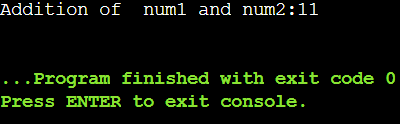 Addition of  num1 and num2:11
...Program finished with exit code 0
Press ENTER to exit console.